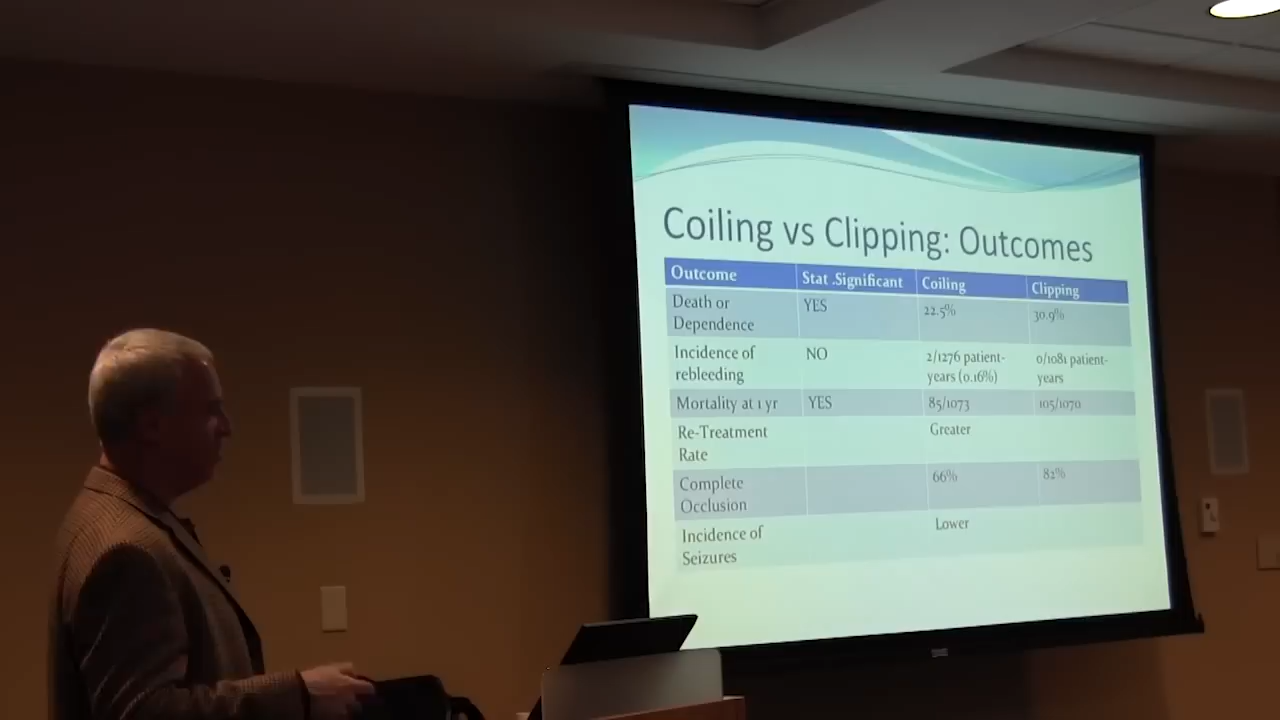 Coiling vs Clipping: Outcomes
Outcome Stat .Significant Coiling Clipping
Death or YES 22.5% 30.9%
Dependence
Incidence of NO 2/1276 patient- 0/1081 patient-
rebleeding years (0.16%) years
Mortality at 1 yr YES 85/1073 105/1070
Re-Treatment Greater
Rate
Complete 66% 82%
Occlusion
Incidence of Lower
Seizures